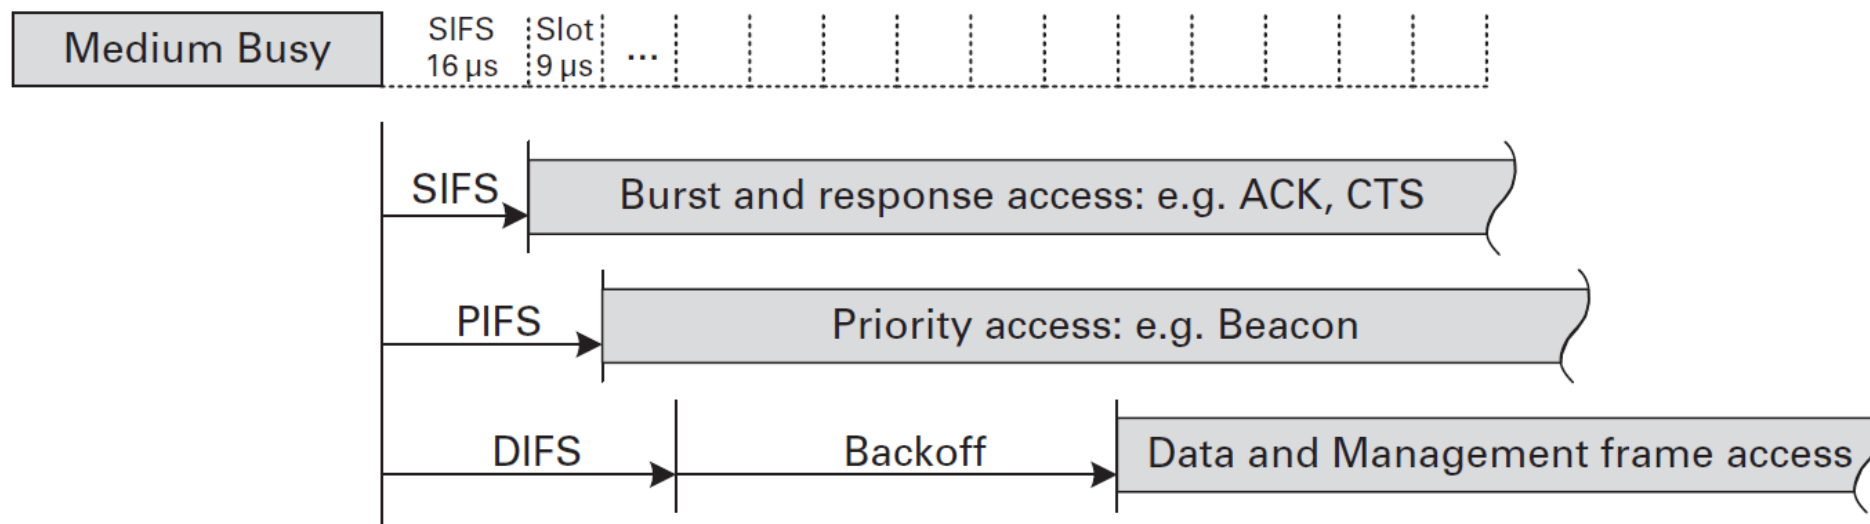 Medium Busy
SIFS
16 µs
Slot
9 µs
...
SIFS
Burst and response access: e.g. ACK, CTS
PIFS
Priority access: e.g. Beacon
DIFS
Backoff
Data and Management frame access